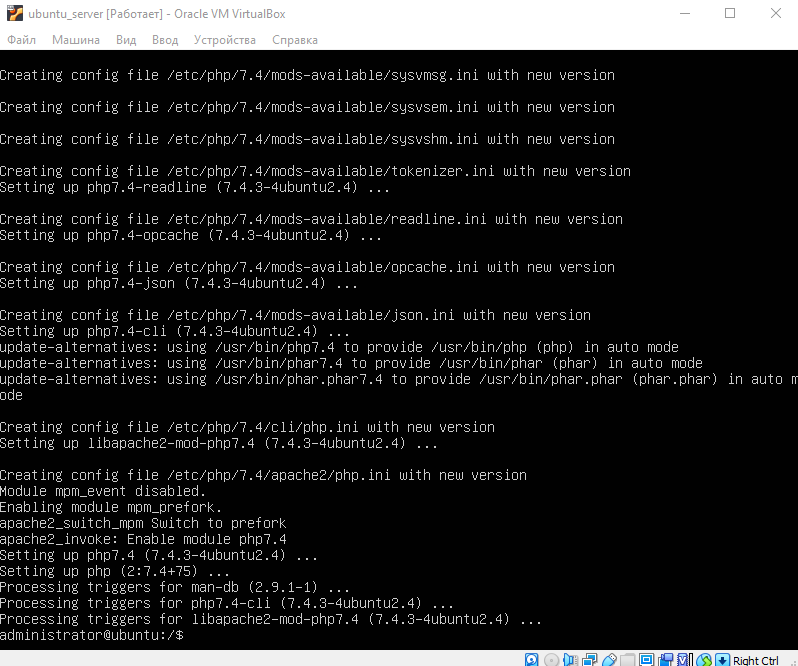 ubuntu_server [Работает] - Oracle VM VirtualBox
Файл Машина Вид Ввод Устройства Справка
Creating config file /etc/php/7.4/mods-available/sysvmsg.ini with new version
Creating config file /etc/php/7.4/mods-available/sysvsem.ini with new version
Creating config file /etc/php/7.4/mods-available/sysvshm.ini with new version
Creating config file /etc/php/7.4/mods-available/tokenizer.ini with new version
Setting up php7.4-readline (7.4.3-4ubuntu2.4) ...
Creating config file /etc/php/7.4/mods-available/readline.ini with new version
Setting up php7.4-opcache (7.4.3-4ubuntu2.4) ...
Creating config file /etc/php/7.4/mods-available/opcache.ini with new version
Setting up php7.4-json (7.4.3-4ubuntu2.4) ...
Creating config file /etc/php/7.4/mods-available/json.ini with new version
Setting up php7.4-cli (7.4.3-4ubuntu2.4) ...
update-alternatives: using /usr/bin/php7.4 to provide /usr/bin/php (php) in auto mode
update-alternatives: using /usr/bin/phar7.4 to provide /usr/bin/phar (phar) in auto mode
update-alternatives: using /usr/bin/phar.phar7.4 to provide /usr/bin/phar.phar (phar.phar) in auto m
ode
Creating config file /etc/php/7.4/cli/php.ini with new version
Setting up libapache2-mod-php7.4 (7.4.3-4ubuntu2.4) ...
Creating config file /etc/php/7.4/apache2/php.ini with new version
Module mpm_event disabled.
Enabling module mpm_prefork.
apache2_switch_mpm Switch to prefork
apache2_invoke: Enable module php7.4
Setting up php7.4 (7.4.3-4ubuntu2.4) ...
Setting up php (2:7.4+75) ...
Processing triggers for man-db (2.9.1-1) ...
Processing triggers for php7.4-cli (7.4.3-4ubuntu2.4) ...
Processing triggers for libapache2-mod-php7.4 (7.4.3-4ubuntu2.4) ...
administrator@ubuntu:/$
Right Ctrl